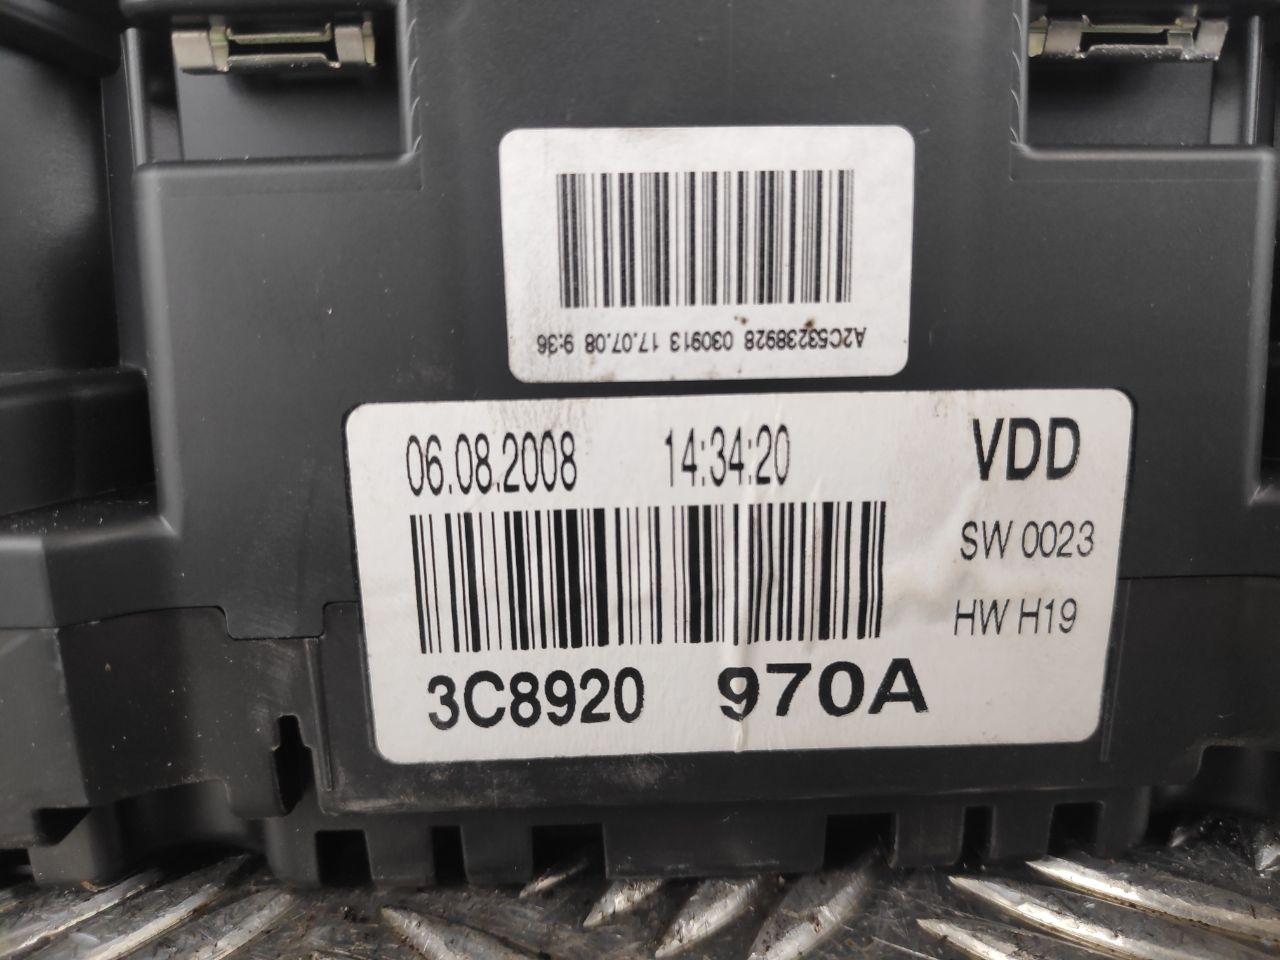 A2C53238928 030913 17.07.08 9:36
06.08.2008 14:34:20 VDD
SW 0023
HW H19
3C8920 970A